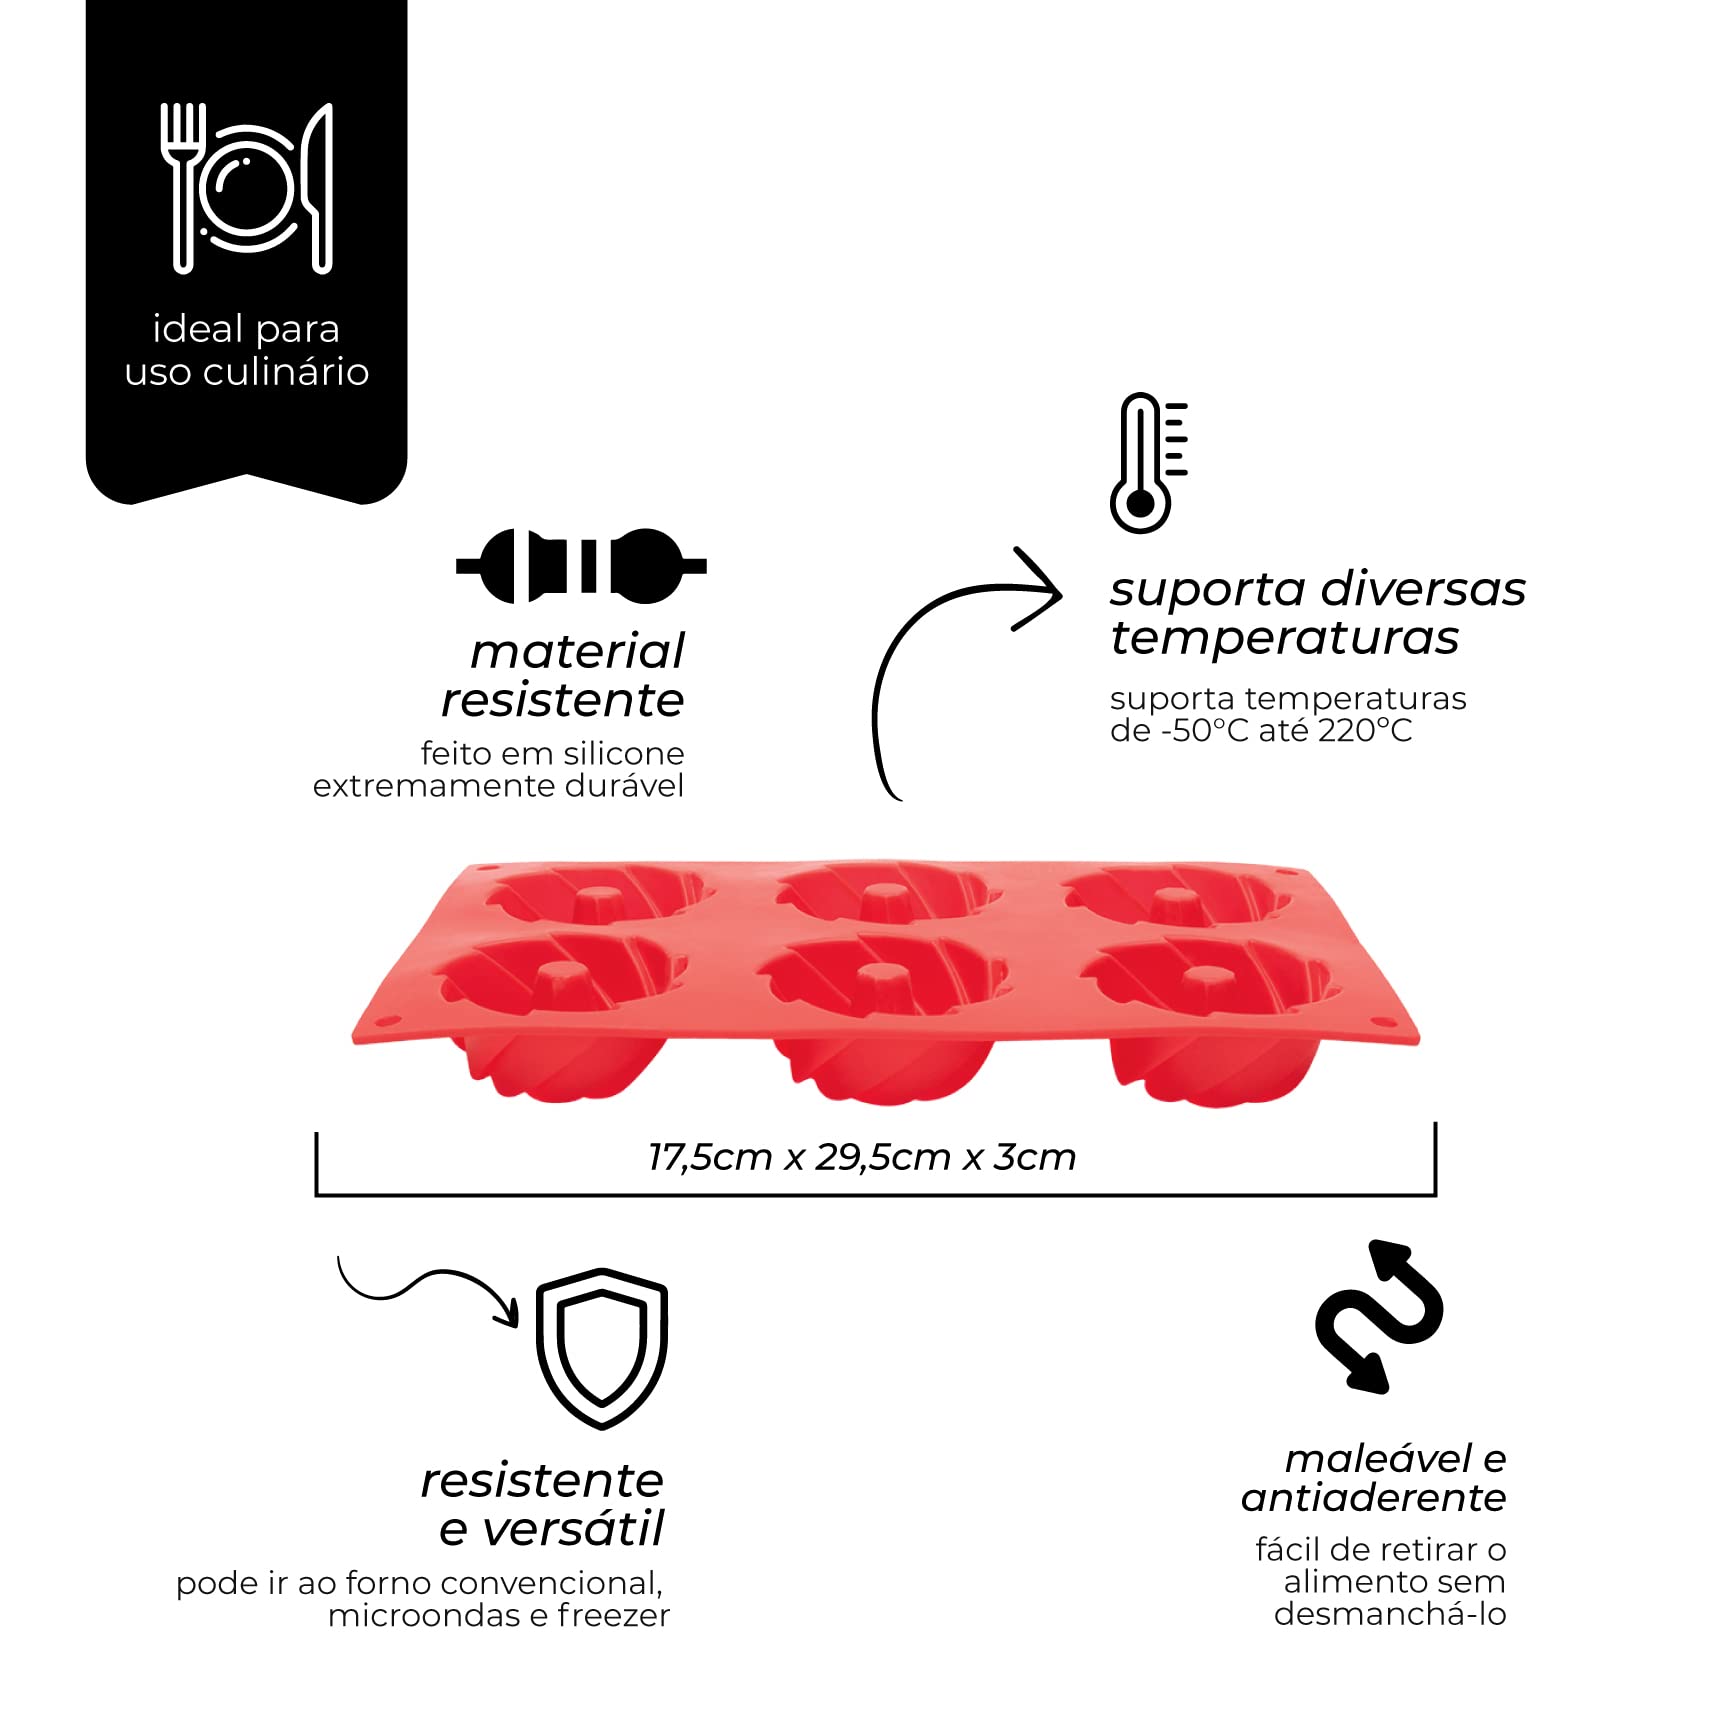 ideal para
uso culinário
material
resistente
feito em silicone
extremamente durável
suporta diversas
temperaturas
suporta temperaturas
de -50°C até 220°C
17,5cm x 29,5cm x 3cm
resistente
e versátil
pode ir ao forno convencional,
microondas e freezer
maleável e
antiaderente
fácil de retirar o
alimento sem
desmanchá-lo